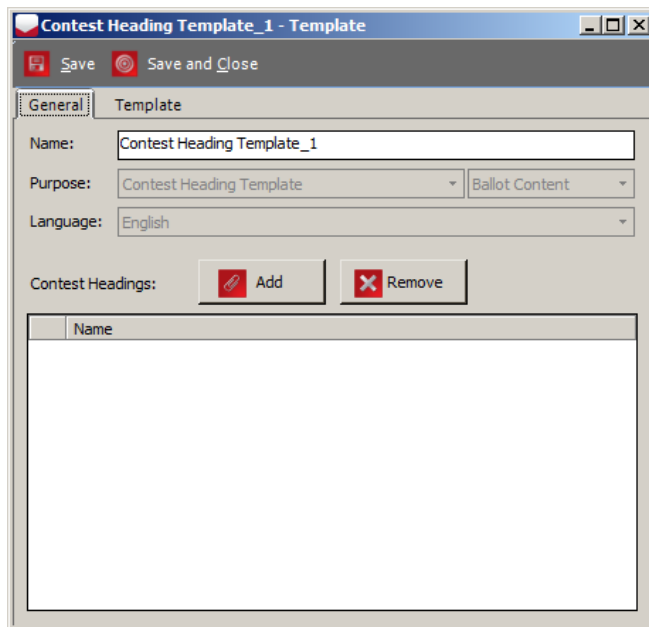 Contest Heading Template_1 - Template
Save Save and Close
General Template
Name: Contest Heading Template_1
Purpose: Contest Heading Template Ballot Content
Language: English
Contest Headings: Add Remove
Name